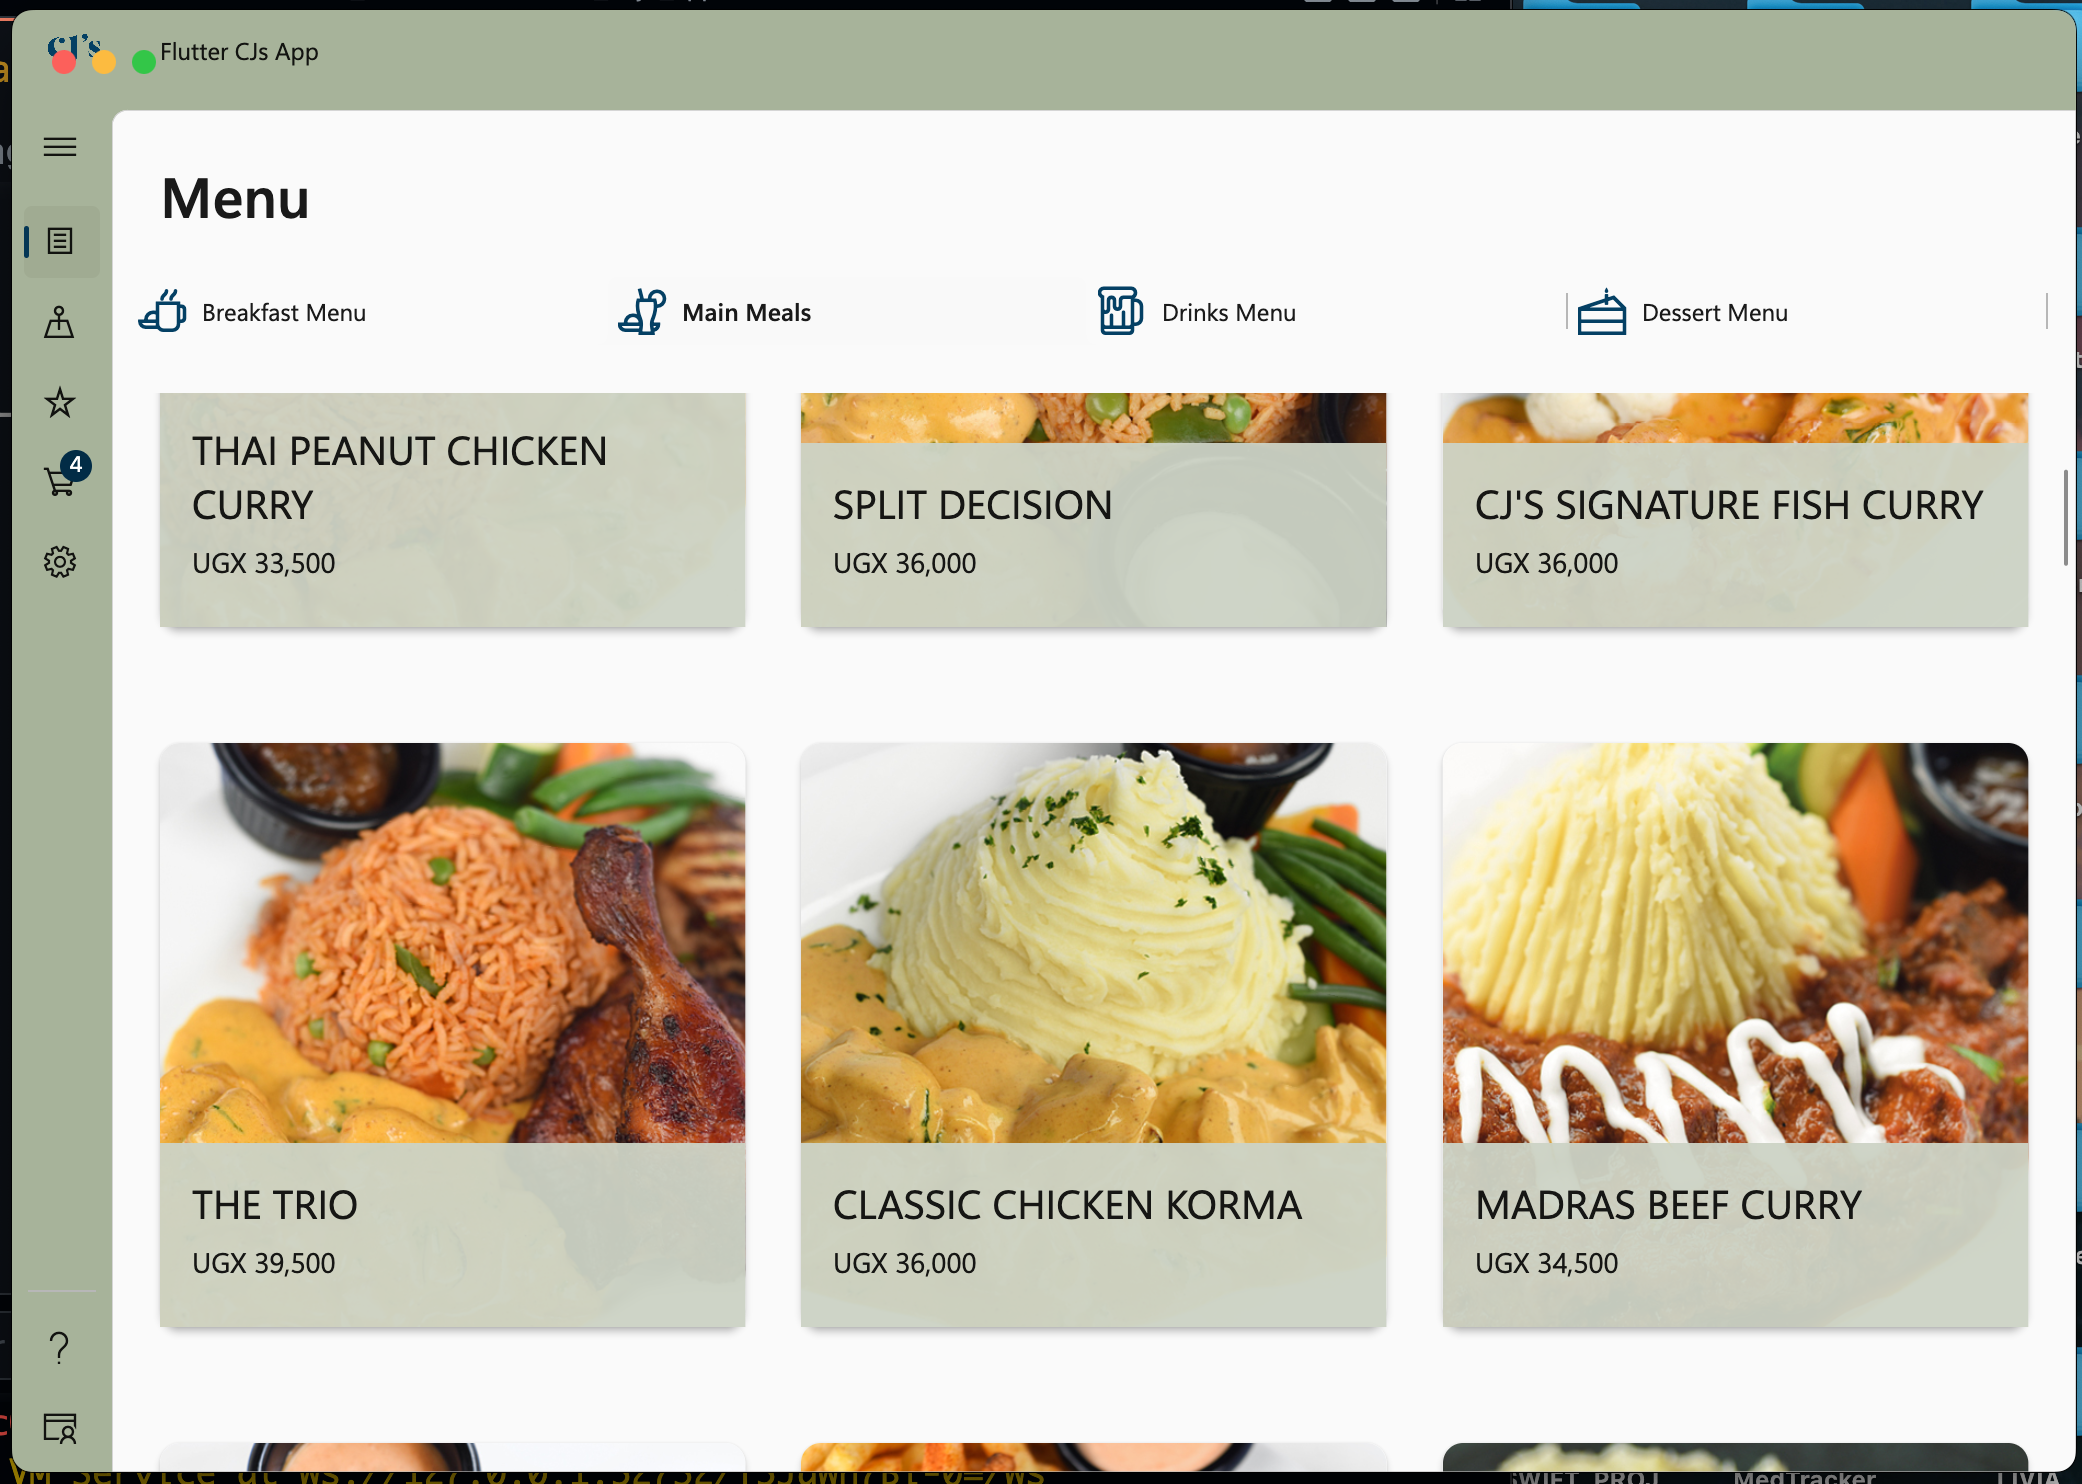 CJ's
Flutter CJs App
Menu
Breakfast Menu
Main Meals
Drinks Menu
Dessert Menu
4
THAI PEANUT CHICKEN
CURRY
UGX 33,500
SPLIT DECISION
UGX 36,000
CJ'S SIGNATURE FISH CURRY
UGX 36,000
THE TRIO
UGX 39,500
CLASSIC CHICKEN KORMA
UGX 36,000
MADRAS BEEF CURRY
UGX 34,500
MedTracker